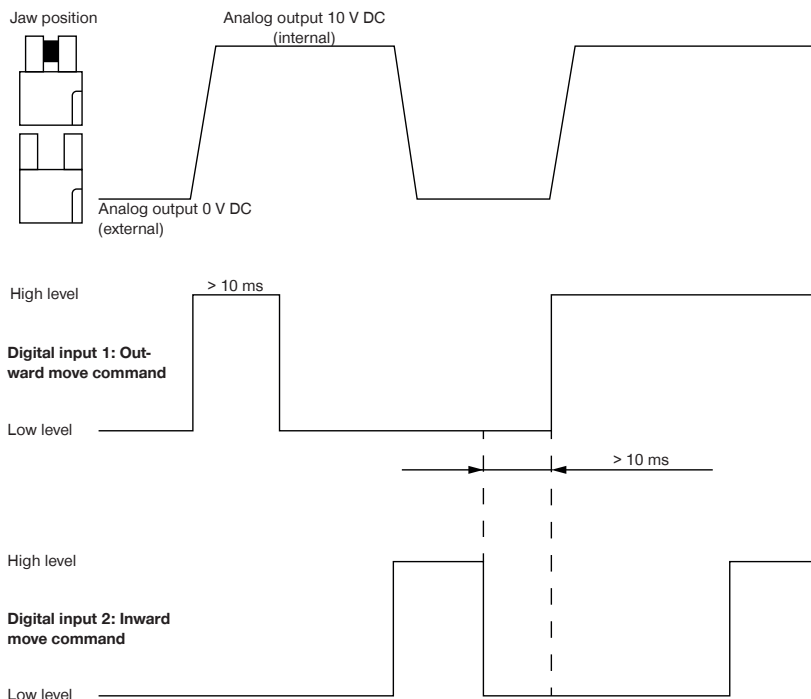 Jaw position
Analog output 10 V DC
(internal)
Analog output 0 V DC
(external)
High level
> 10 ms
Digital input 1: Out-
ward move command
Low level
> 10 ms
High level
Digital input 2: Inward
move command
Low level